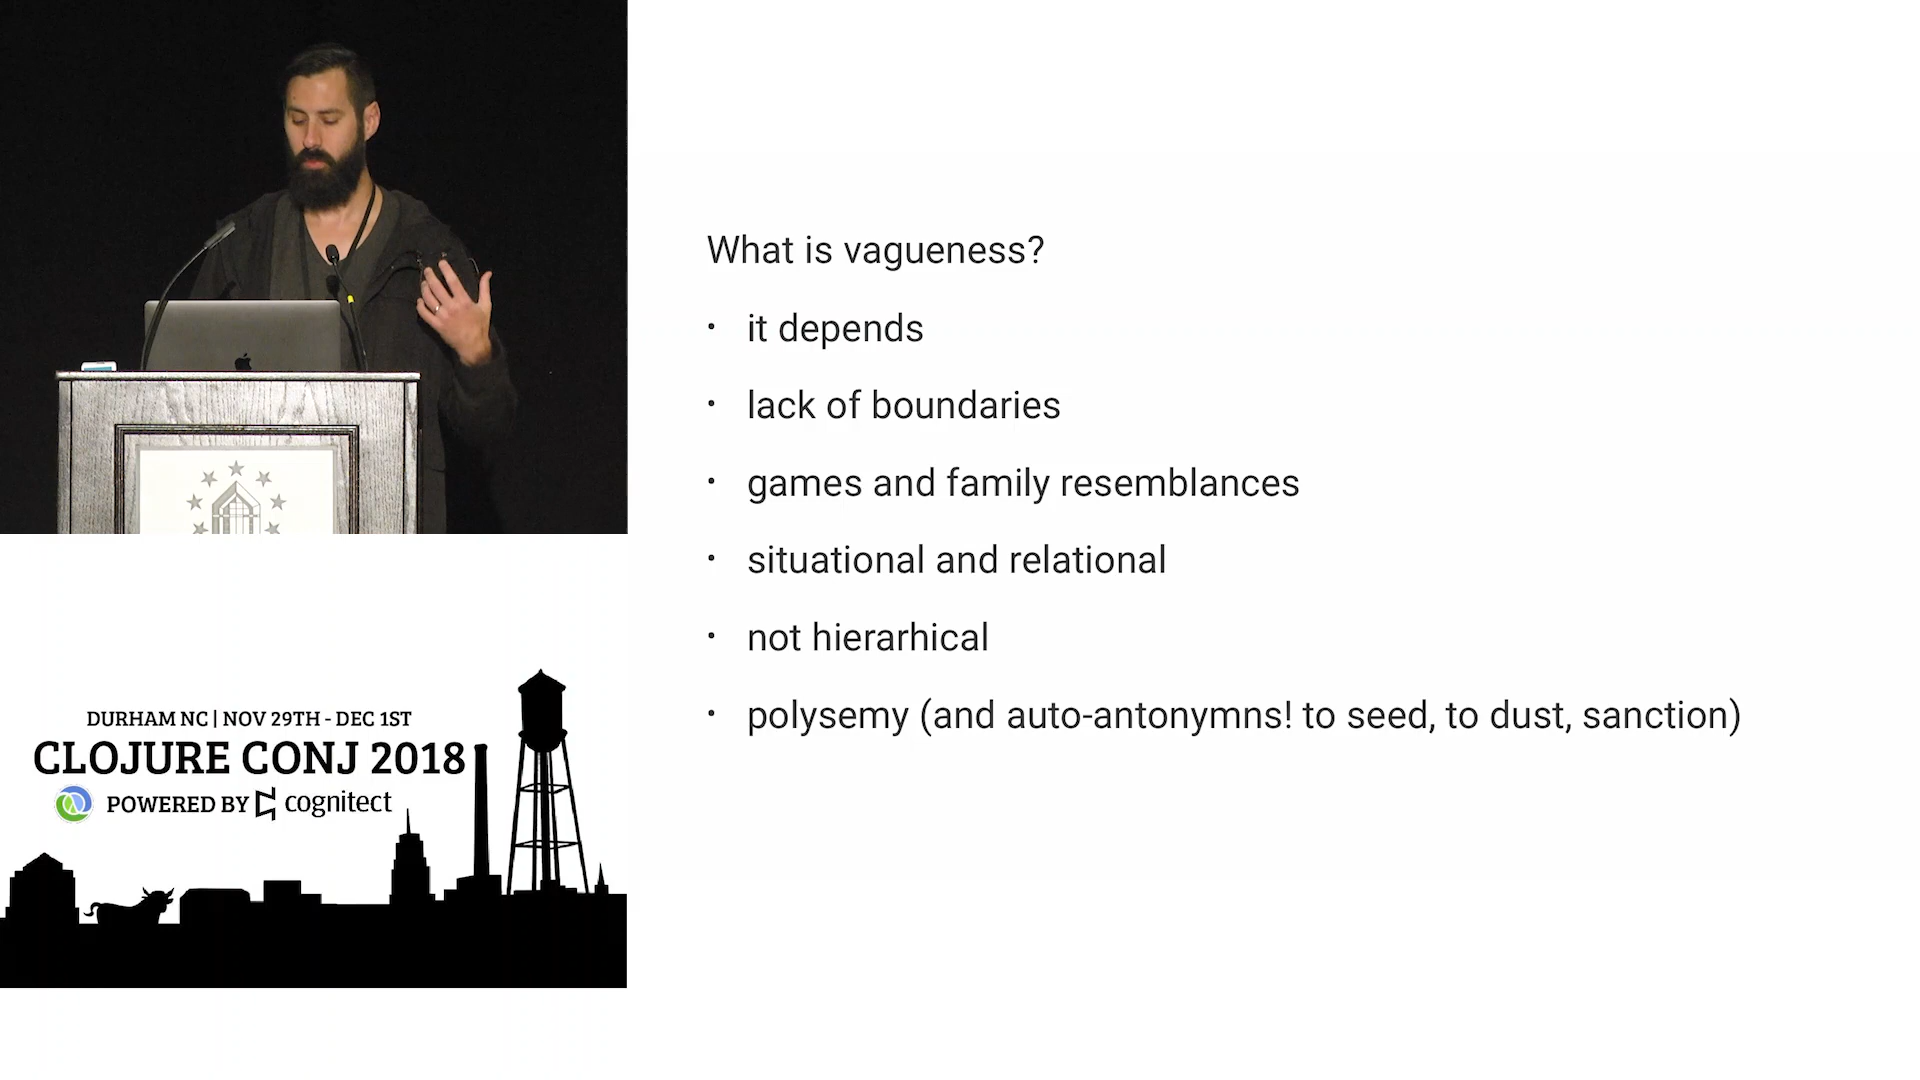 What is vagueness?
• it depends
• lack of boundaries
• games and family resemblances
• situational and relational
• not hierarhical
• polysemy (and auto-antonymns! to seed, to dust, sanction)
DURHAM NC | NOV 29TH - DEC 1ST
CLOJURE CONJ 2018
POWERED BY cognitect